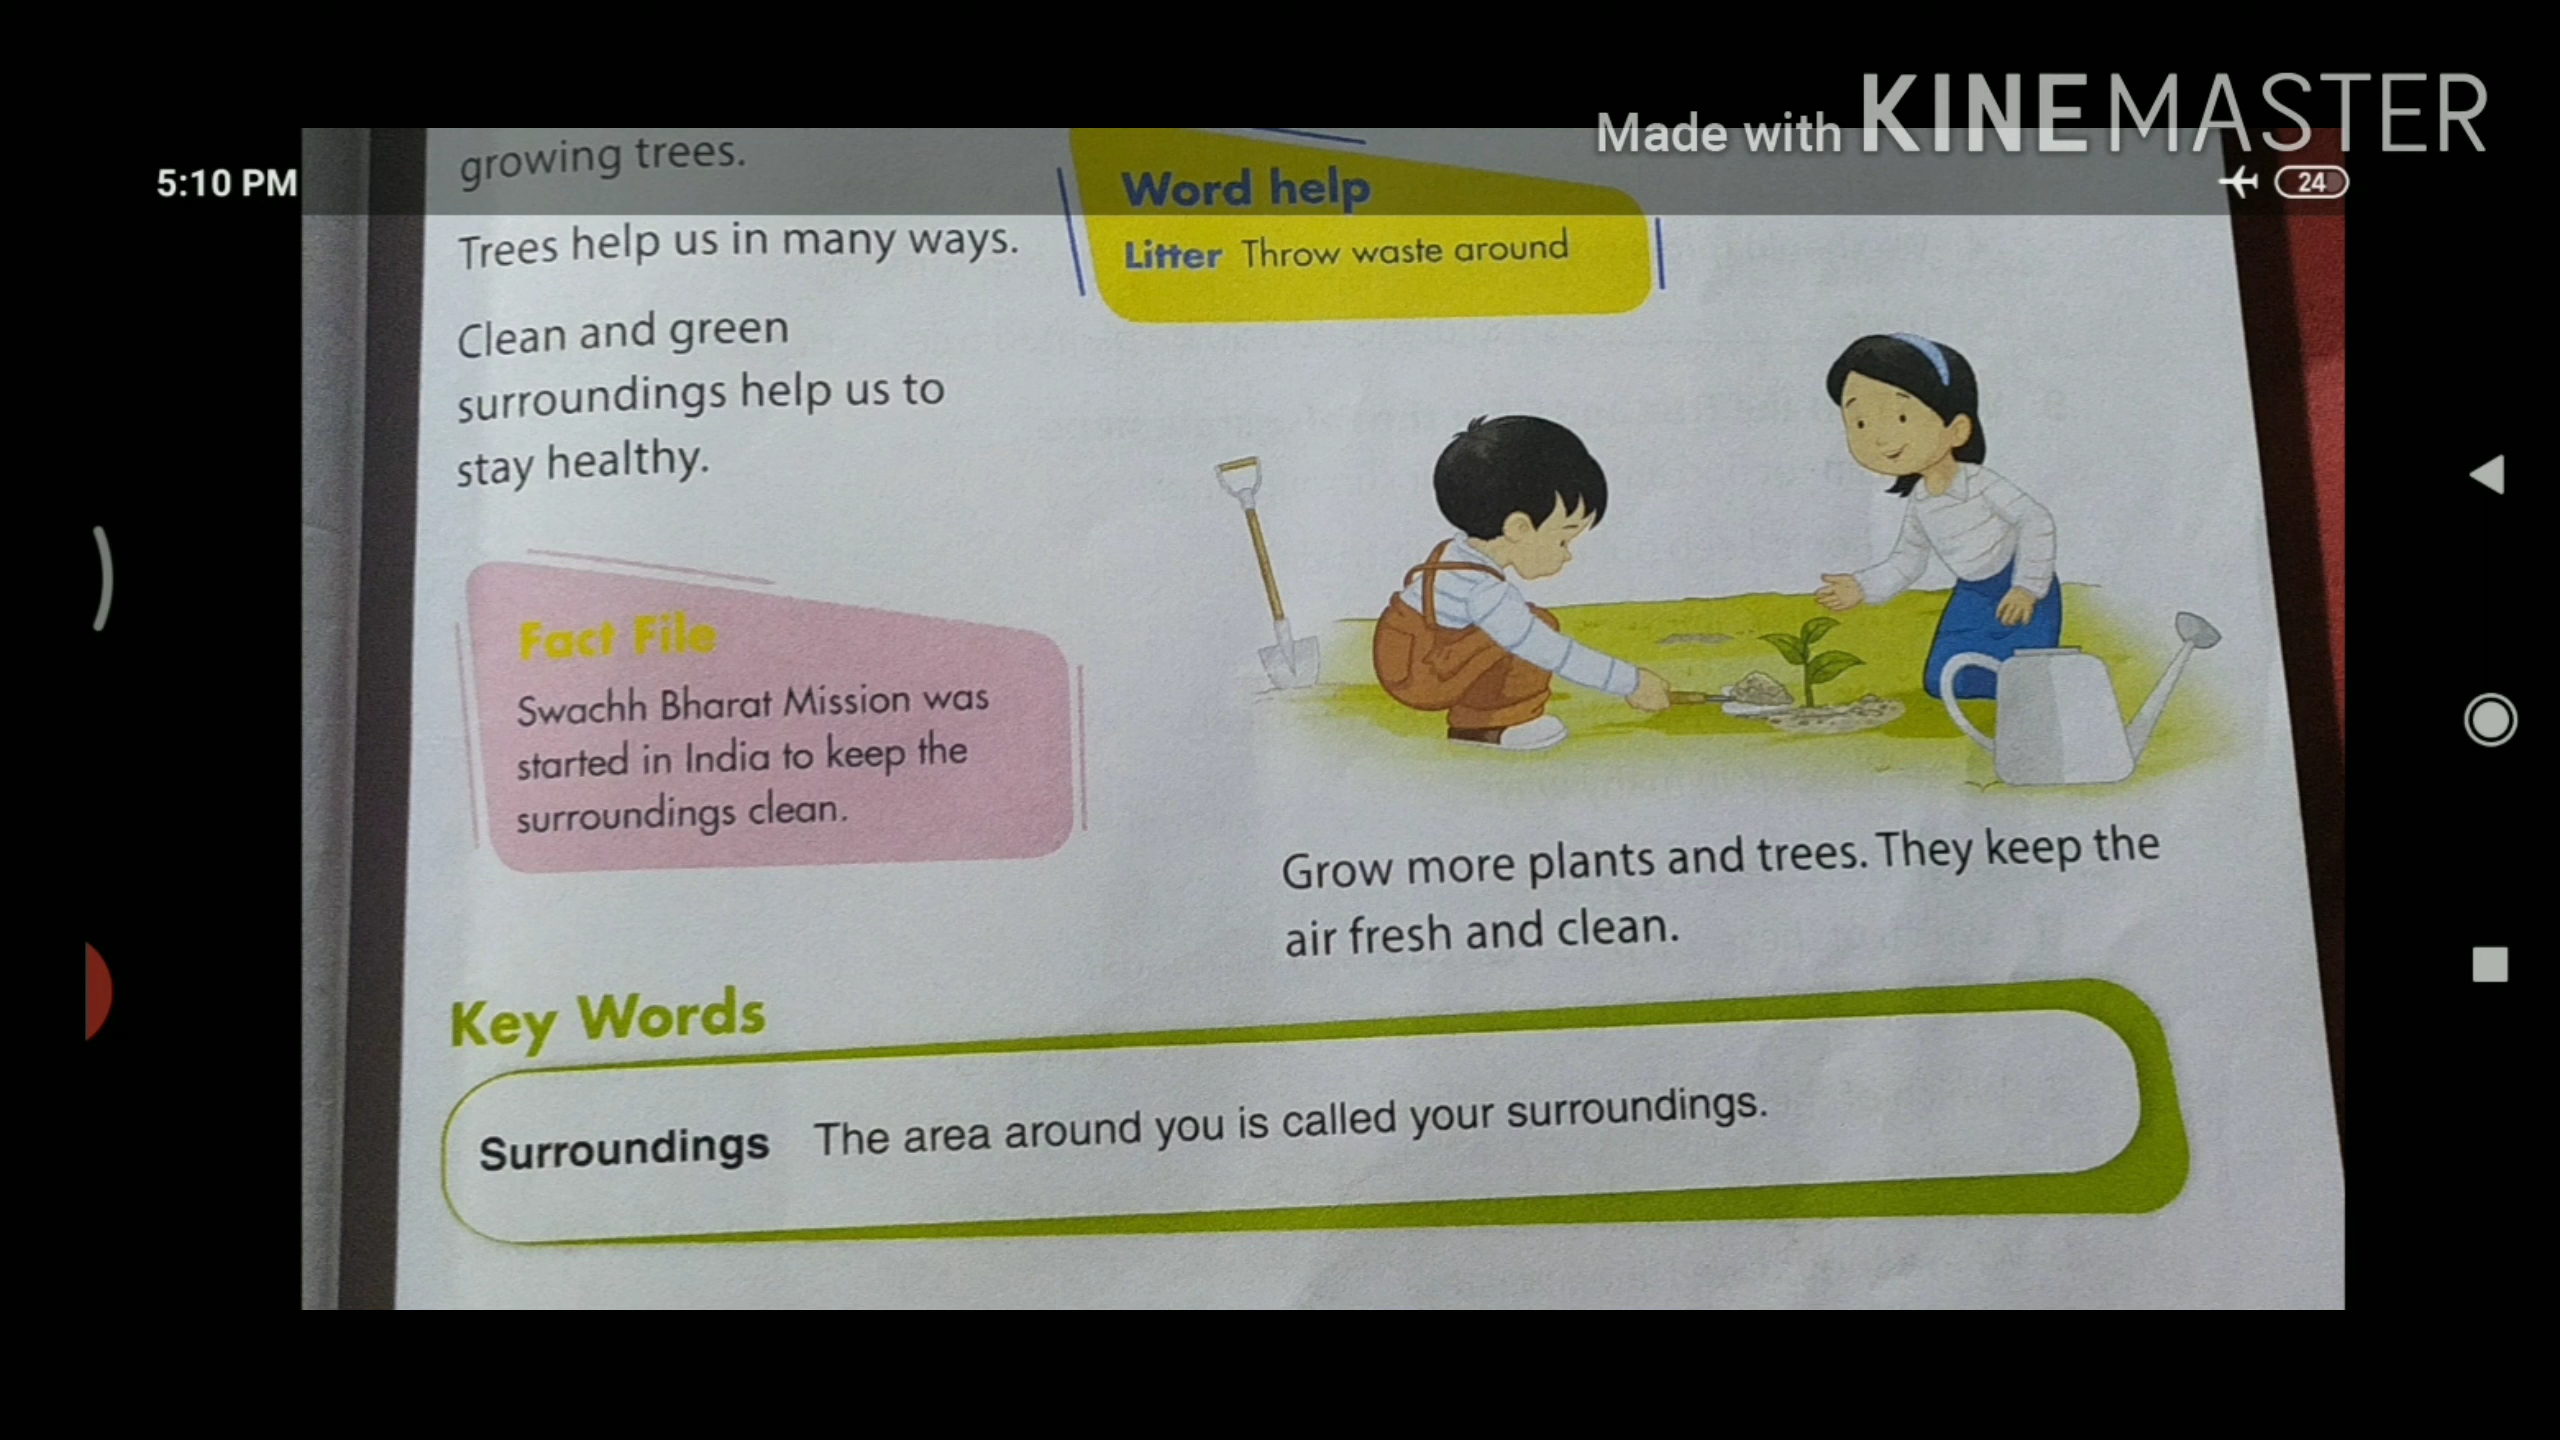 Made with KINEMASTER
5:10 PM
24
growing trees.
Trees help us in many ways.
Clean and green
surroundings help us to
stay healthy.
Word help
Litter Throw waste around
Fact File
Swachh Bharat Mission was
started in India to keep the
surroundings clean.
Grow more plants and trees. They keep the
air fresh and clean.
Key Words
Surroundings The area around you is called your surroundings.